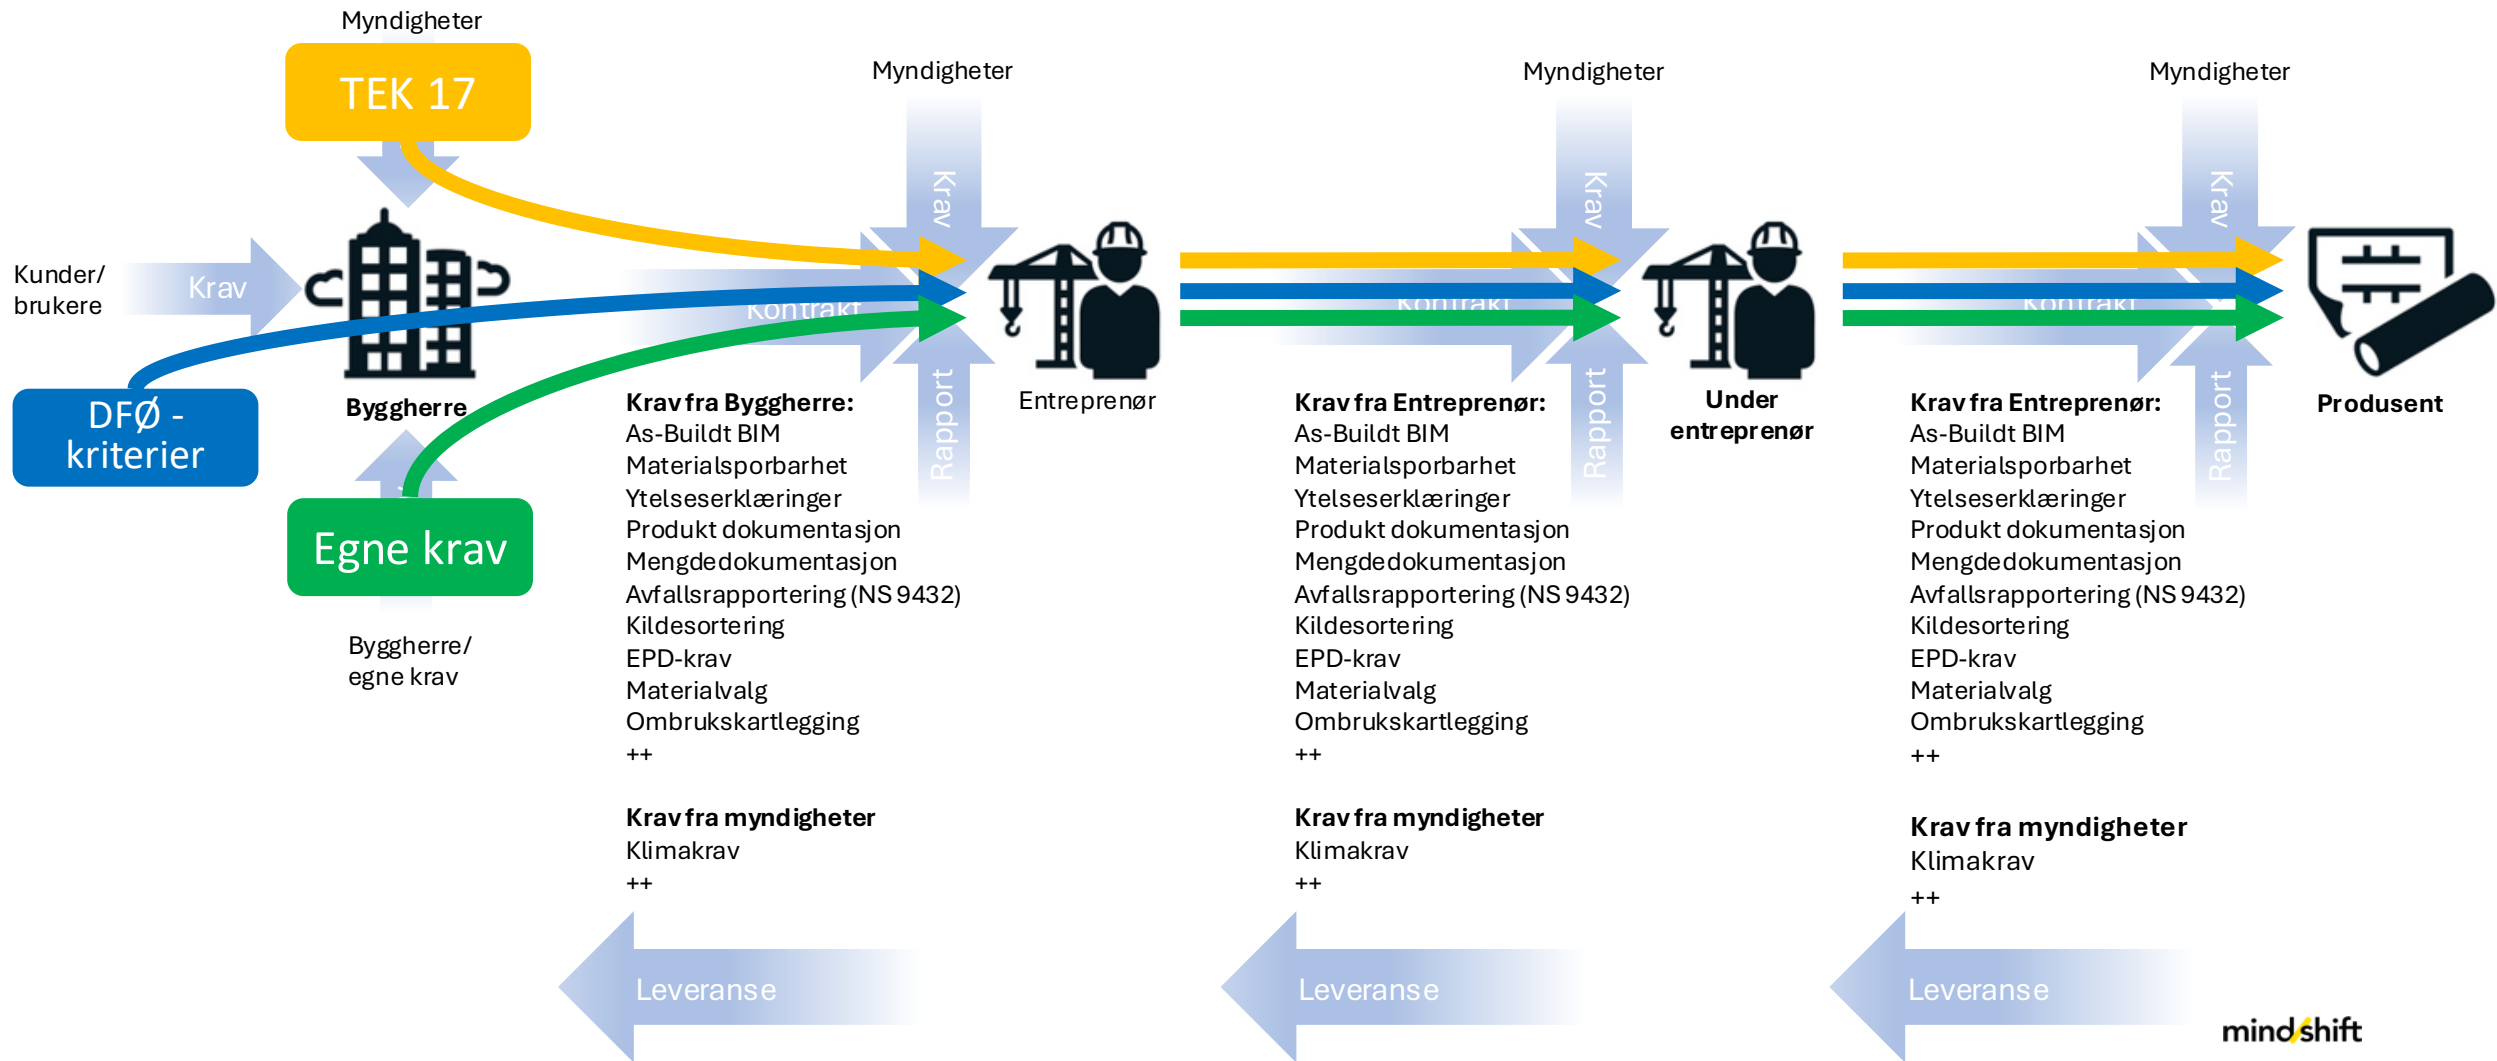 Myndigheter
TEK 17
Myndigheter
Myndigheter
Myndigheter
Krav
Krav
Krav
Kunder/
brukere
Krav
Kontrakt
Kontrakt
Kontrakt
DFØ -
kriterier
Byggherre
Entreprenør
Under
entreprenør
Produsent
Rapport
Rapport
Rapport
Egne krav
Byggherre/
egne krav
Krav fra Byggherre:
As-Buildt BIM
Materialsporbarhet
Ytelseserklæringer
Produkt dokumentasjon
Mengdedokumentasjon
Avfallsrapportering (NS 9432)
Kildesortering
EPD-krav
Materialvalg
Ombrukskartlegging
++
Krav fra myndigheter
Klimakrav
++
Krav fra Entreprenør:
As-Buildt BIM
Materialsporbarhet
Ytelseserklæringer
Produkt dokumentasjon
Mengdedokumentasjon
Avfallsrapportering (NS 9432)
Kildesortering
EPD-krav
Materialvalg
Ombrukskartlegging
++
Krav fra myndigheter
Klimakrav
++
Krav fra Entreprenør:
As-Buildt BIM
Materialsporbarhet
Ytelseserklæringer
Produkt dokumentasjon
Mengdedokumentasjon
Avfallsrapportering (NS 9432)
Kildesortering
EPD-krav
Materialvalg
Ombrukskartlegging
++
Krav fra myndigheter
Klimakrav
++
Leveranse
Leveranse
Leveranse
mind/shift